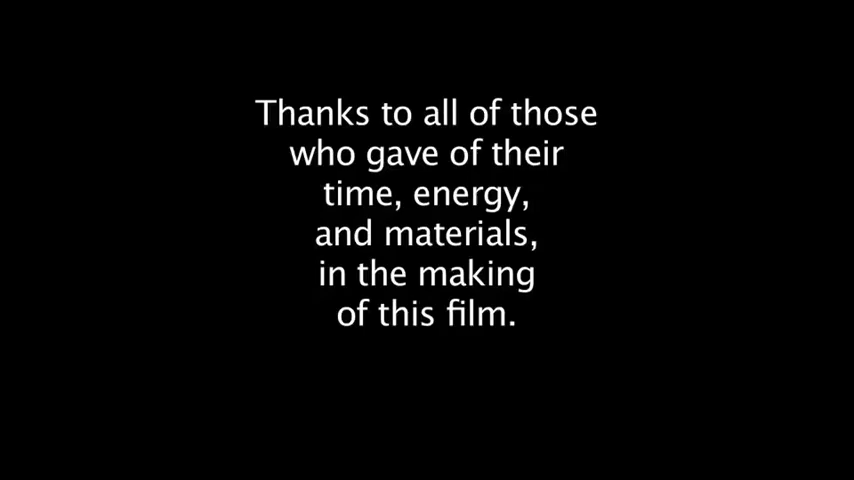 Thanks to all of those
who gave of their
time, energy,
and materials,
in the making
of this film.